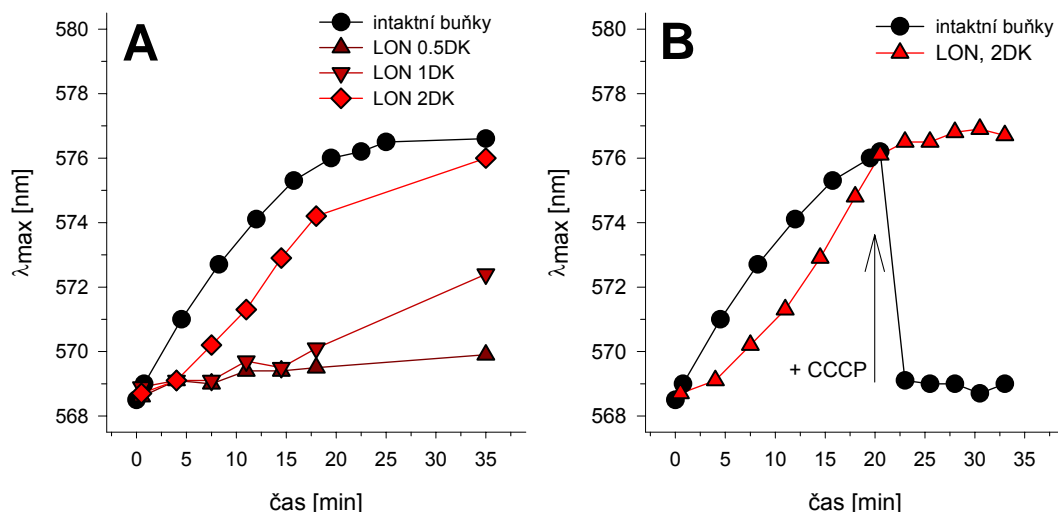 A
intaktní buňky
LON 0.5DK
LON 1DK
LON 2DK
580
578
576
574
572
570
568
λmax [nm]
0 5 10 15 20 25 30 35
čas [min]
B
intaktní buňky
LON, 2DK
580
578
576
574
572
570
568
λmax [nm]
+ CCCP
0 5 10 15 20 25 30 35
čas [min]